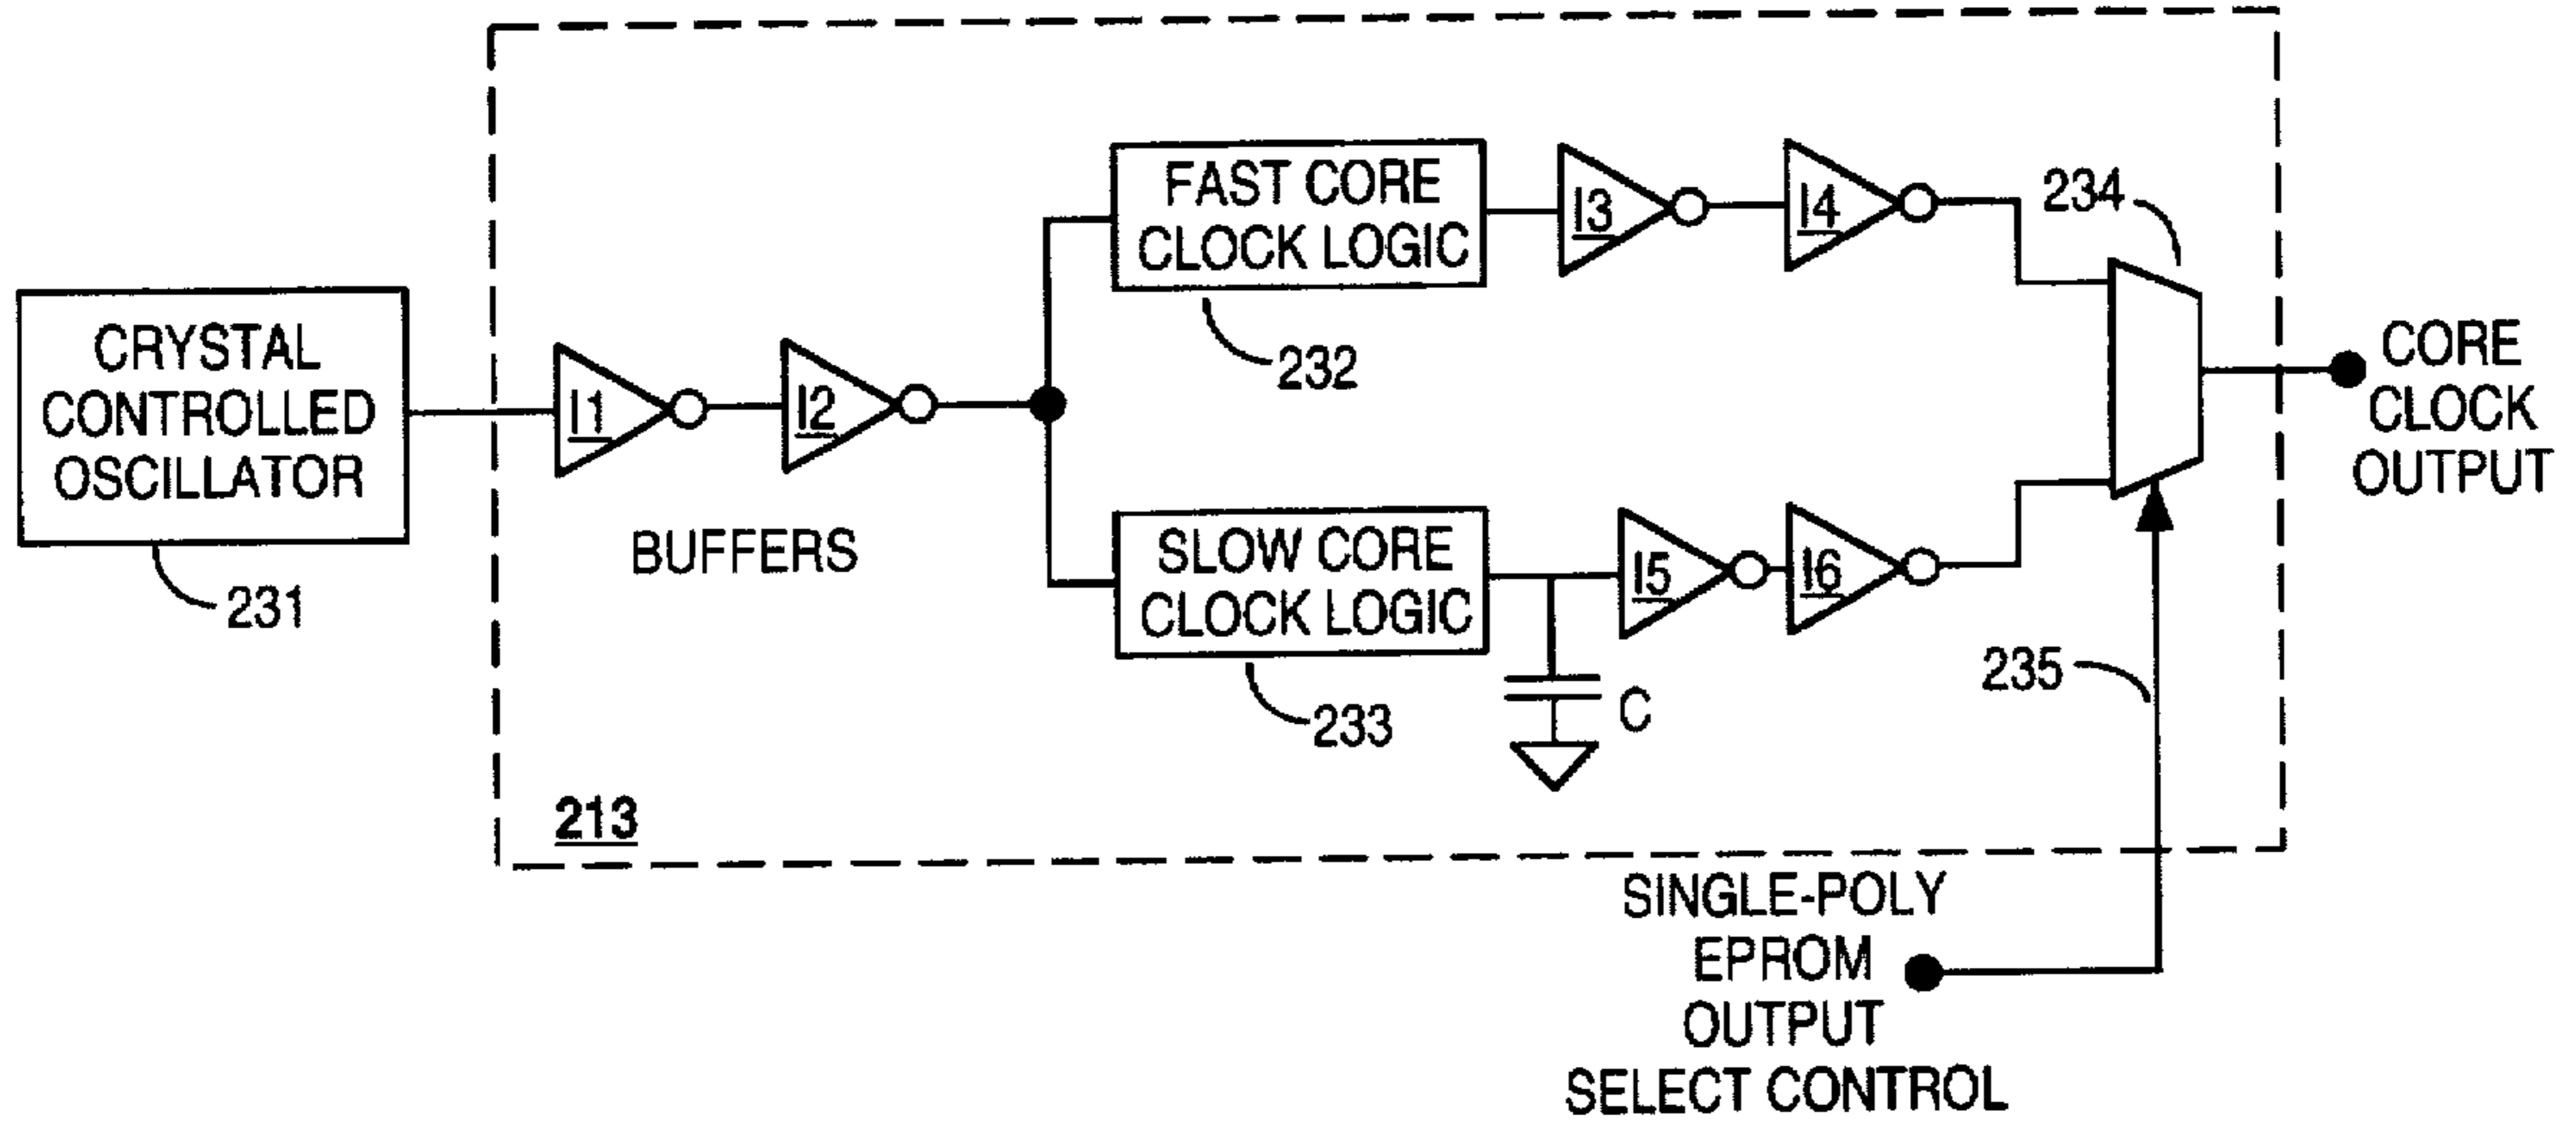 CRYSTAL
CONTROLLED
OSCILLATOR
231
I1
I2
BUFFERS
213
FAST CORE
CLOCK LOGIC
232
I3
I4
SLOW CORE
CLOCK LOGIC
233
C
I5
I6
234
235
CORE
CLOCK
OUTPUT
SINGLE-POLY
EPROM
OUTPUT
SELECT CONTROL